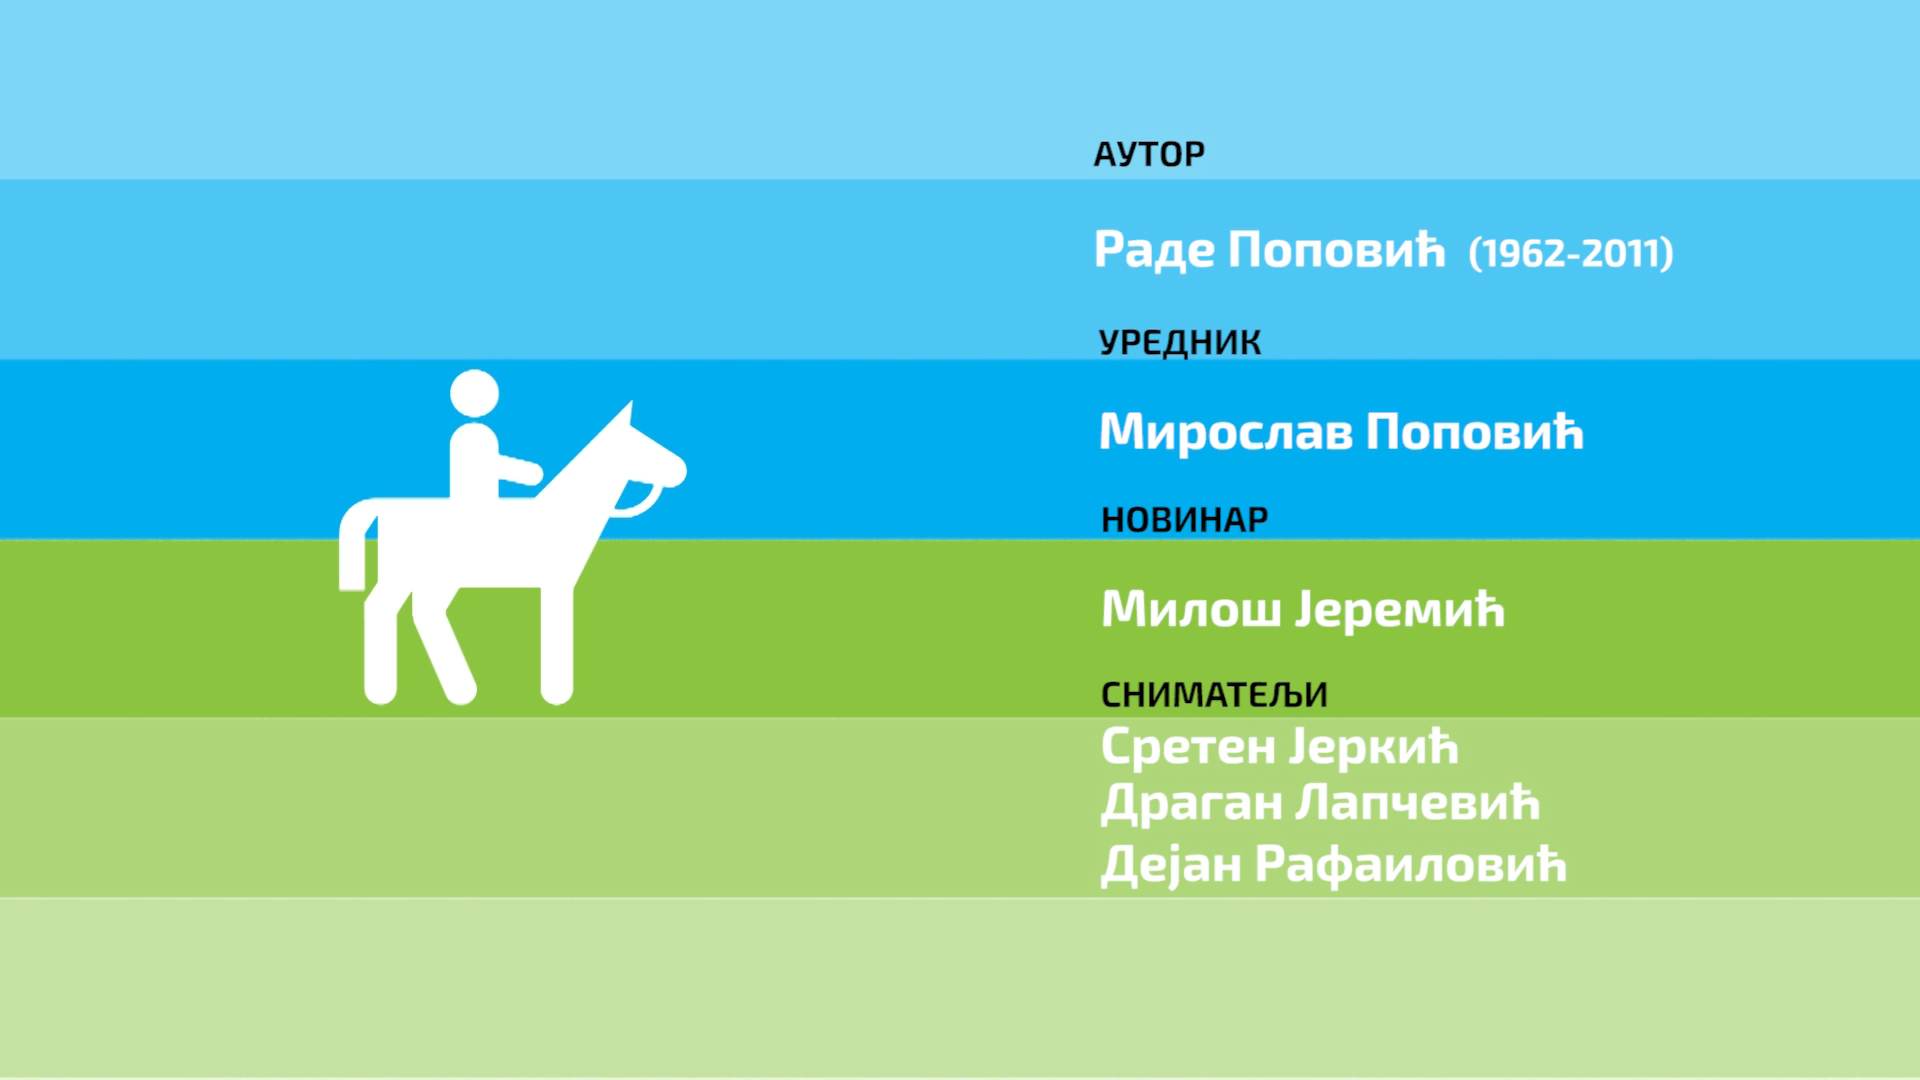 АУТОР
Раде Поповић (1962-2011)
УРЕДНИК
Мирослав Поповић
НОВИНАР
Милош Јеремић
СНИМАТЕЉИ
Сретен Јеркић
Драган Лапчевић
Дејан Рафаиловић